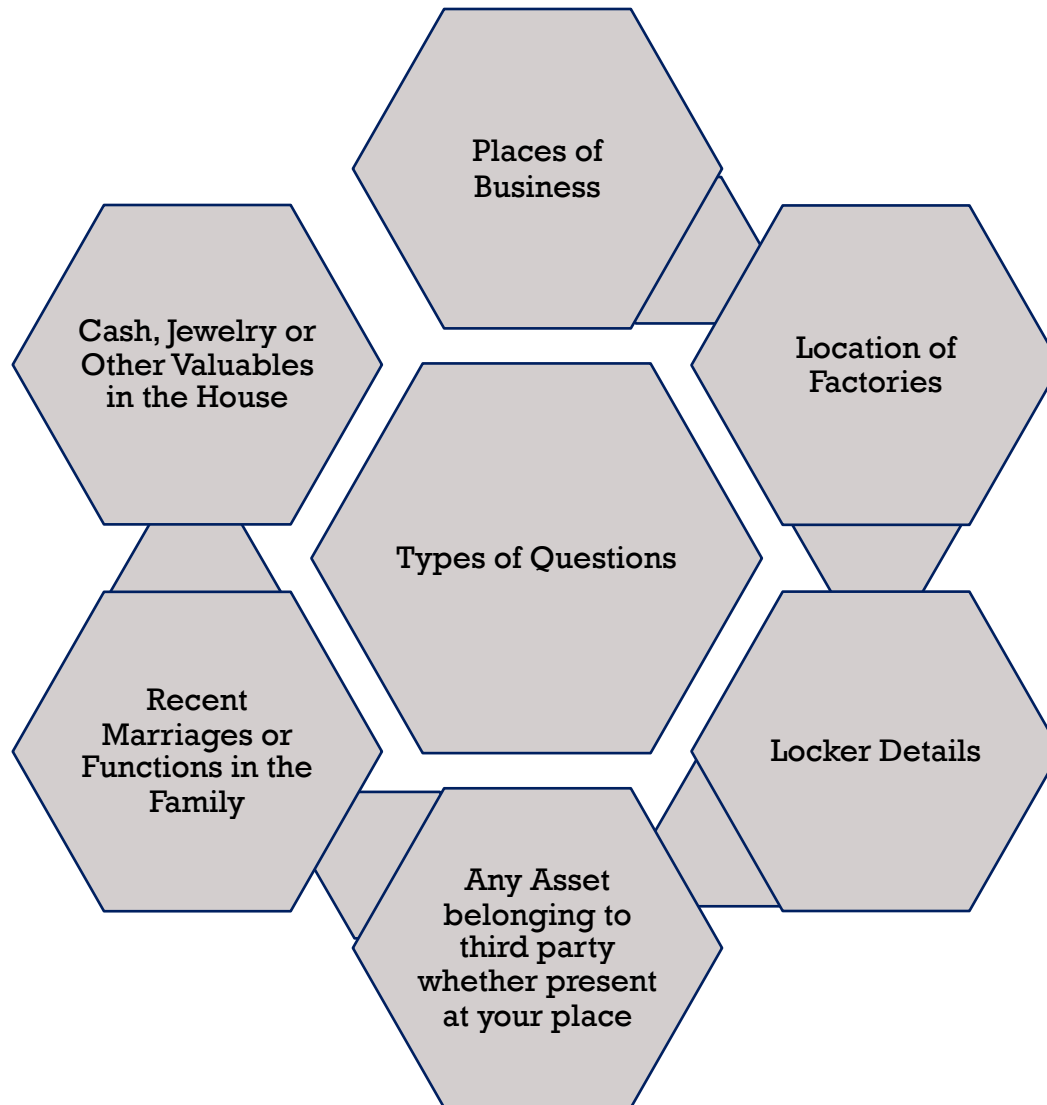 Places of
Business
Location of
Factories
Locker Details
Any Asset
belonging to
third party
whether present
at your place
Recent
Marriages or
Functions in the
Family
Cash, Jewelry or
Other Valuables
in the House
Types of Questions